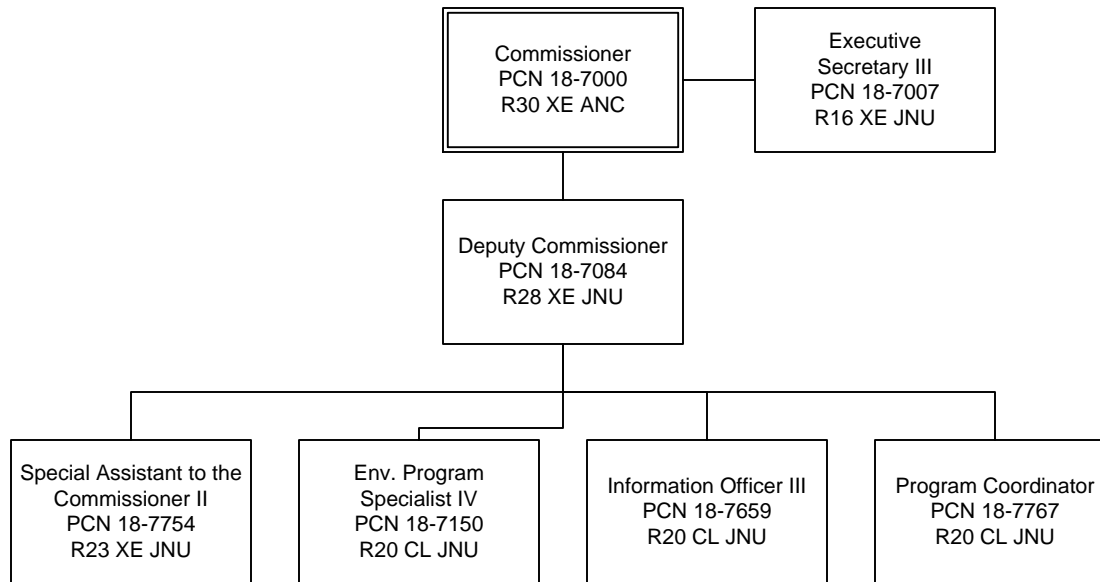 Commissioner
PCN 18-7000
R30 XE ANC
Executive
Secretary III
PCN 18-7007
R16 XE JNU
Deputy Commissioner
PCN 18-7084
R28 XE JNU
Special Assistant to the
Commissioner II
PCN 18-7754
R23 XE JNU
Env. Program
Specialist IV
PCN 18-7150
R20 CL JNU
Information Officer III
PCN 18-7659
R20 CL JNU
Program Coordinator
PCN 18-7767
R20 CL JNU